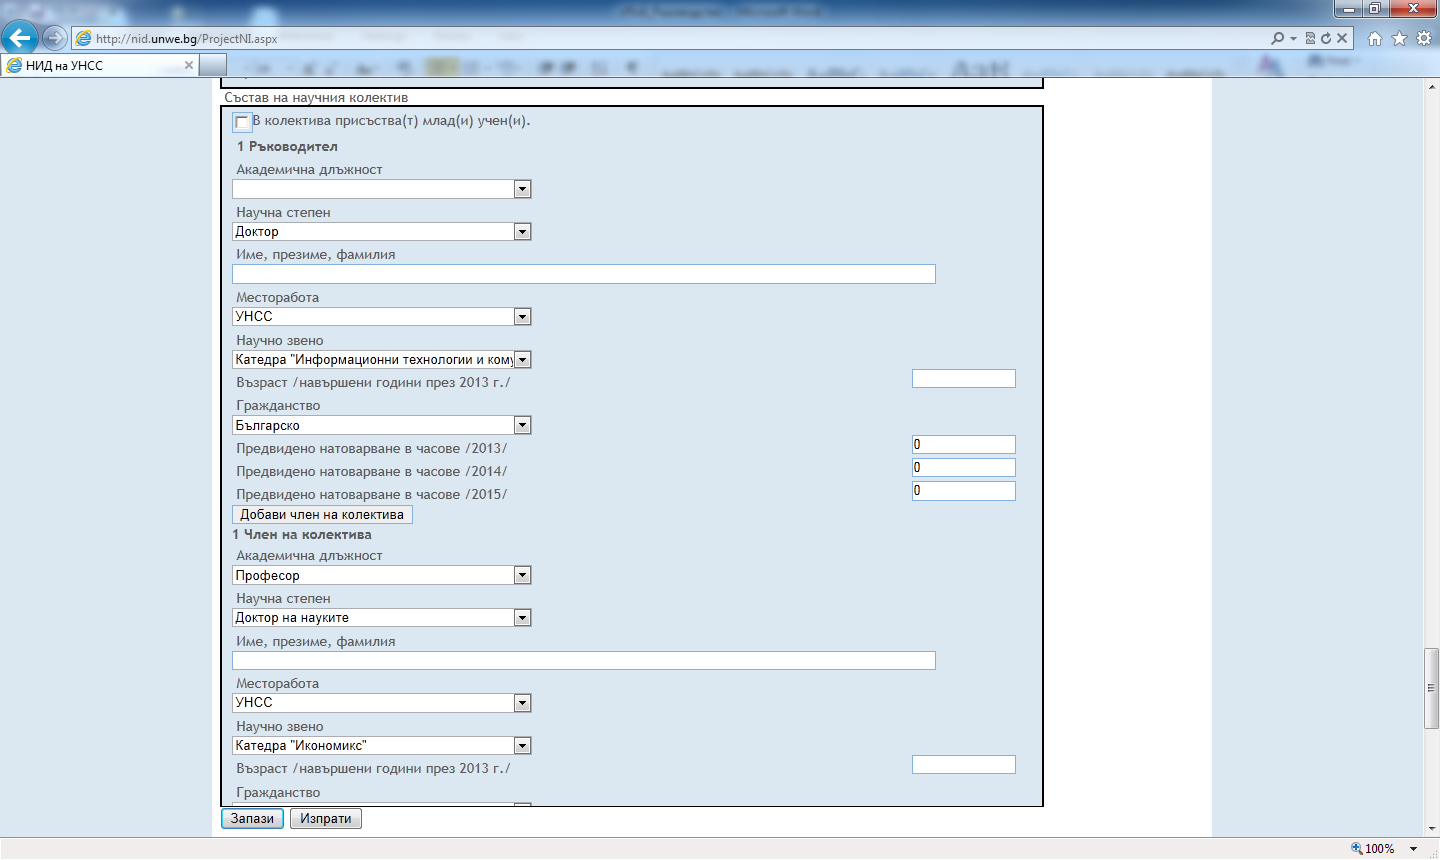 http://nid.unwe.bg/ProjectNI.aspx
НИД на УНСС
Състав на научния колектив
В колектива присъства(т) млад(и) учен(и).
1 Ръководител
Академична длъжност
Научна степен
Доктор
Име, презиме, фамилия
Месторабота
УНСС
Научно звено
Катедра "Информационни технологии и кому
Възраст /навършени години през 2013 г./
Гражданство
Българско
Предвидено натоварване в часове /2013/ 0
Предвидено натоварване в часове /2014/ 0
Предвидено натоварване в часове /2015/ 0
Добави член на колектива
1 Член на колектива
Академична длъжност
Професор
Научна степен
Доктор на науките
Име, презиме, фамилия
Месторабота
УНСС
Научно звено
Катедра "Икономикс"
Възраст /навършени години през 2013 г./
Гражданство
Запази Изпрати
100%